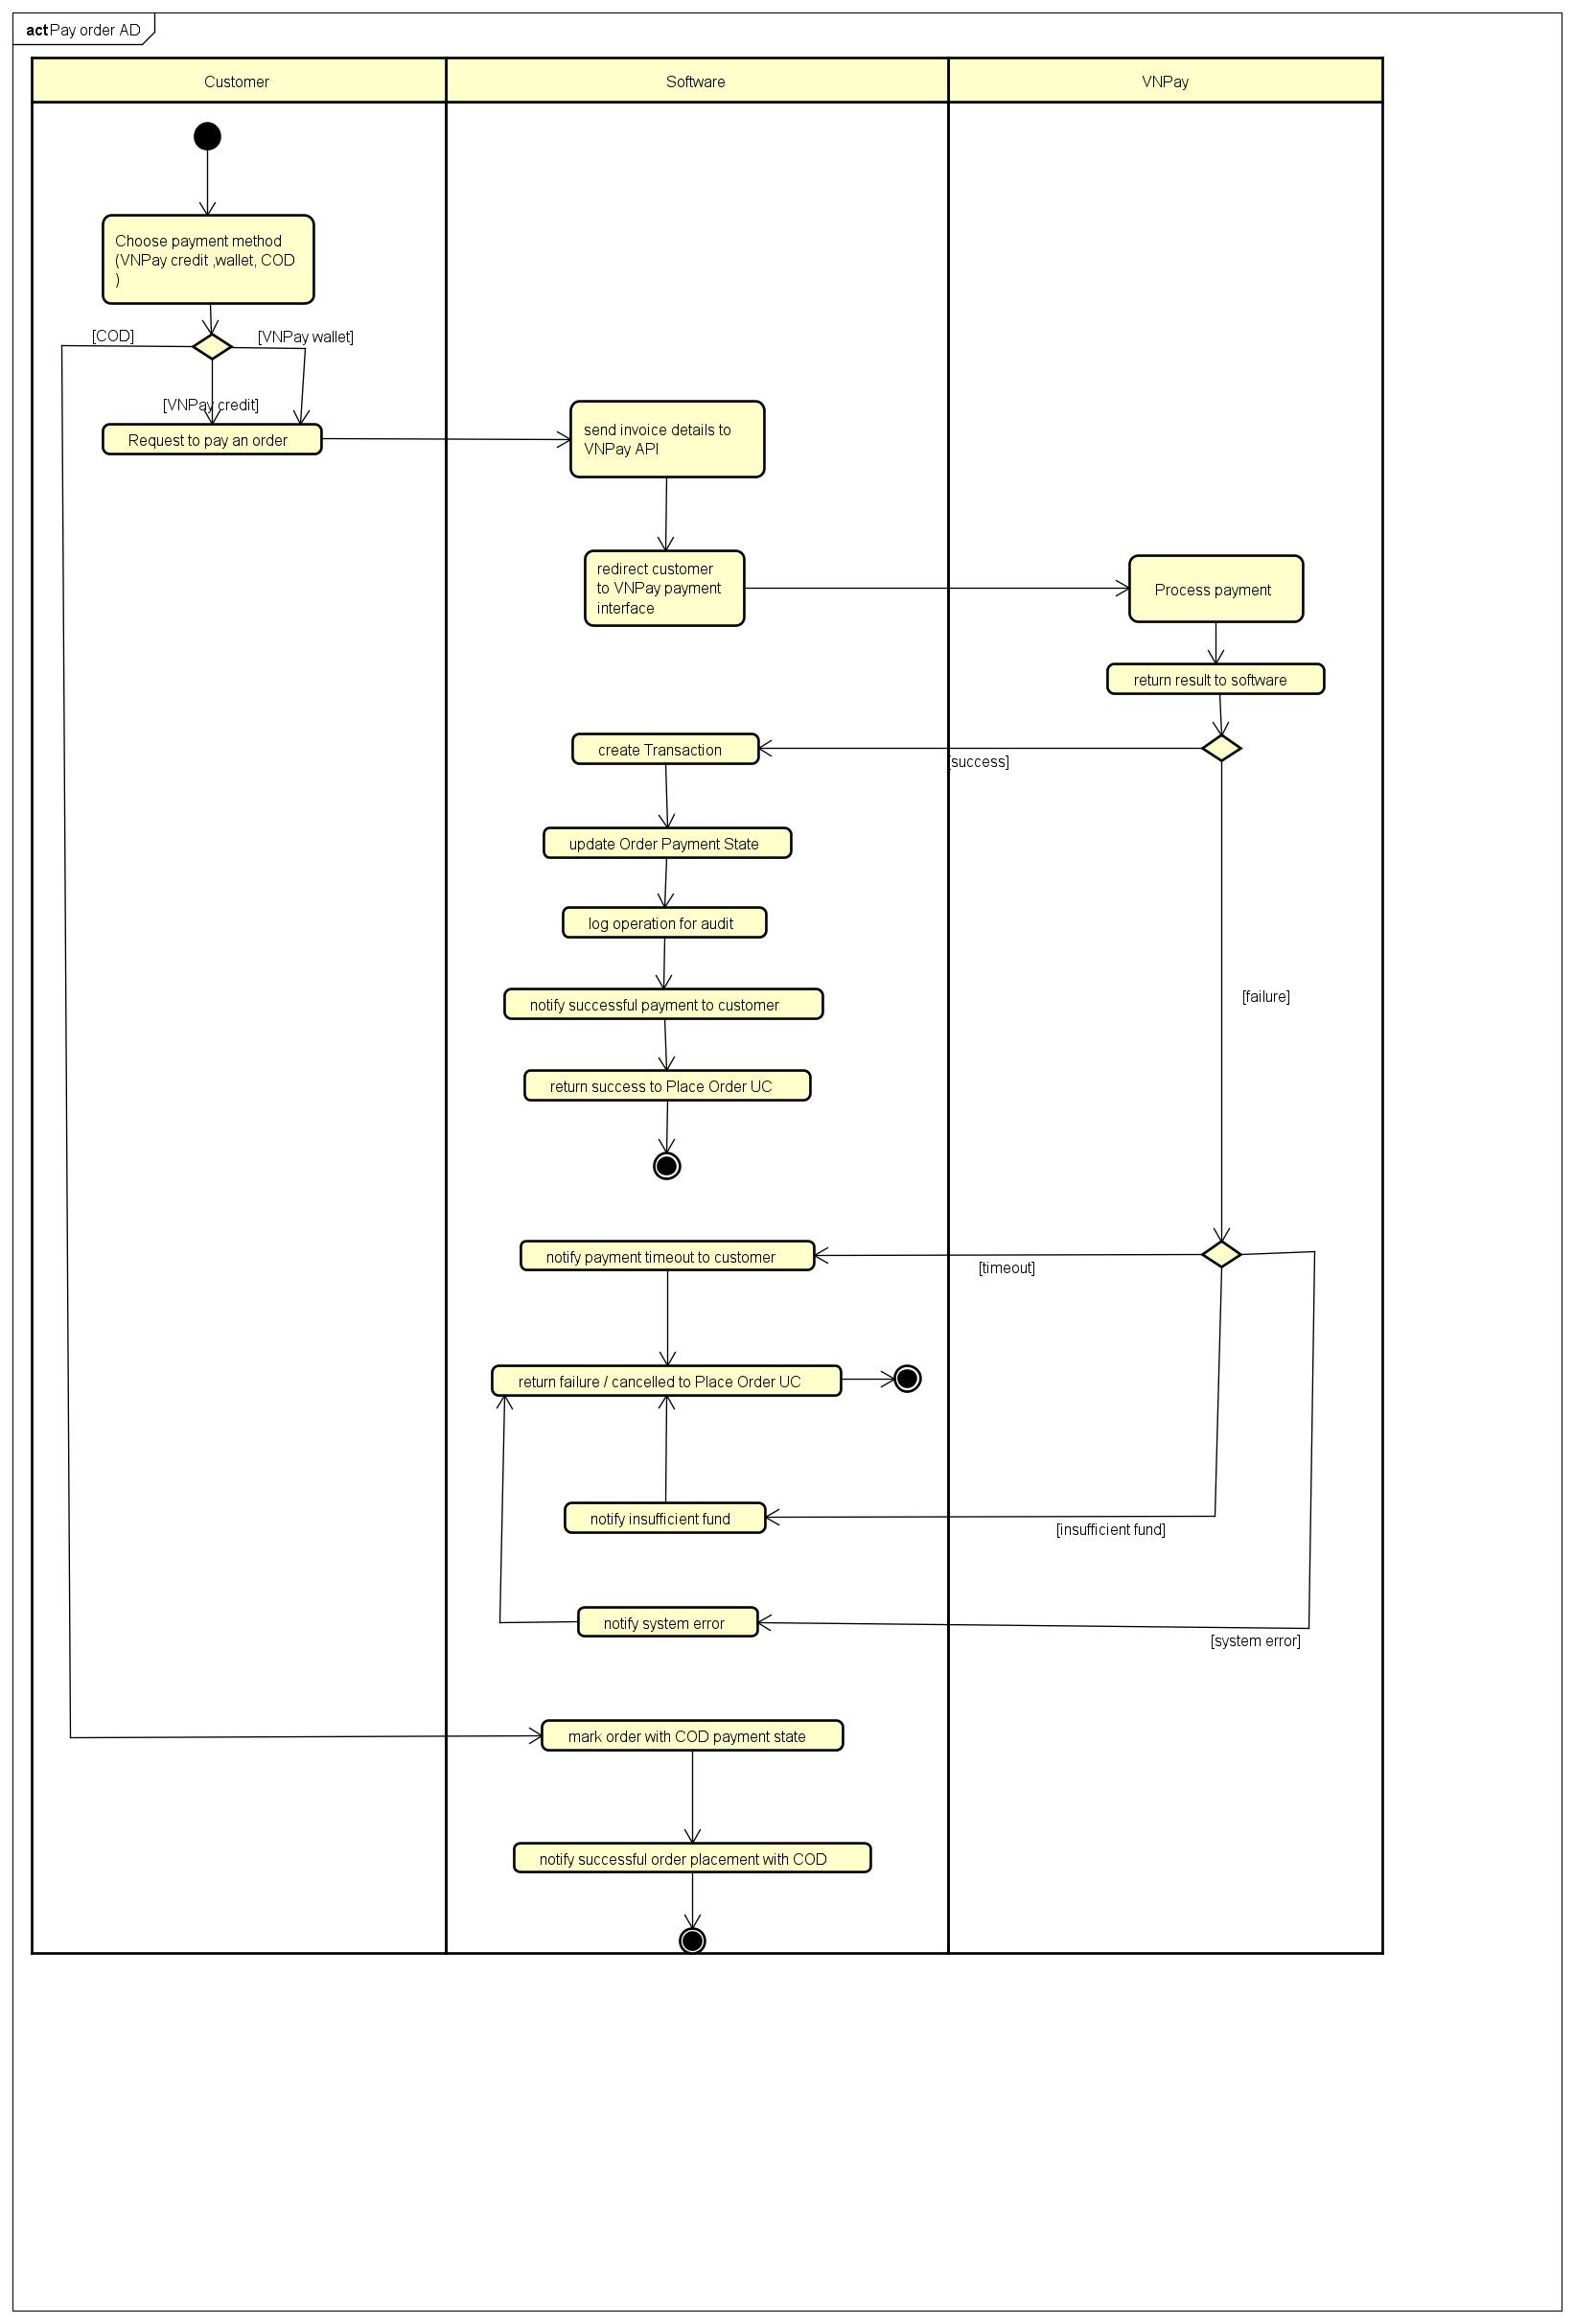 act Pay order AD
Customer
Software
VNPay
Choose payment method
(VNPay credit ,wallet, COD
)
[COD]
[VNPay wallet]
[VNPay credit]
Request to pay an order
send invoice details to
VNPay API
redirect customer
to VNPay payment
interface
Process payment
return result to software
create Transaction
[success]
update Order Payment State
log operation for audit
notify successful payment to customer
[failure]
return success to Place Order UC
notify payment timeout to customer
[timeout]
return failure / cancelled to Place Order UC
notify insufficient fund
[insufficient fund]
notify system error
[system error]
mark order with COD payment state
notify successful order placement with COD